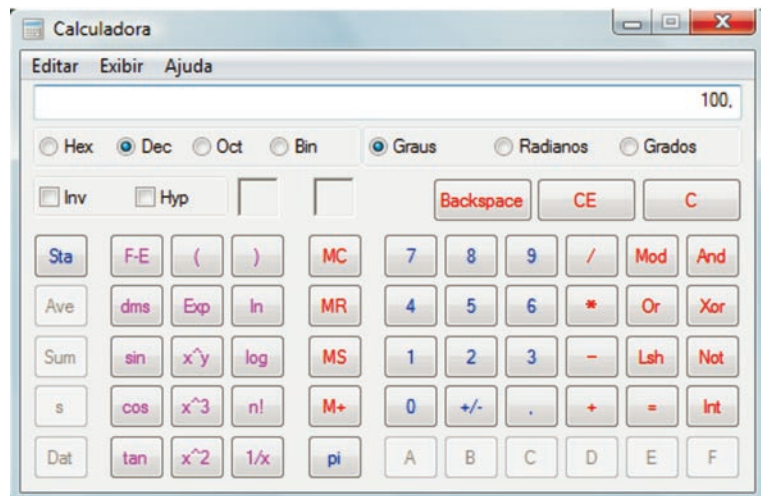 Calculadora
Editar Exibir Ajuda
100,
Hex Dec Oct Bin Graus Radianos Grados
Inv Hyp Backspace CE C
Sta F-E ( ) MC 7 8 9 / Mod And
Ave dms Exp ln MR 4 5 6 * Or Xor
Sum sin x^y log MS 1 2 3 - Lsh Not
s cos x^3 n! M+ 0 +/- , + = Int
Dat tan x^2 1/x pi A B C D E F